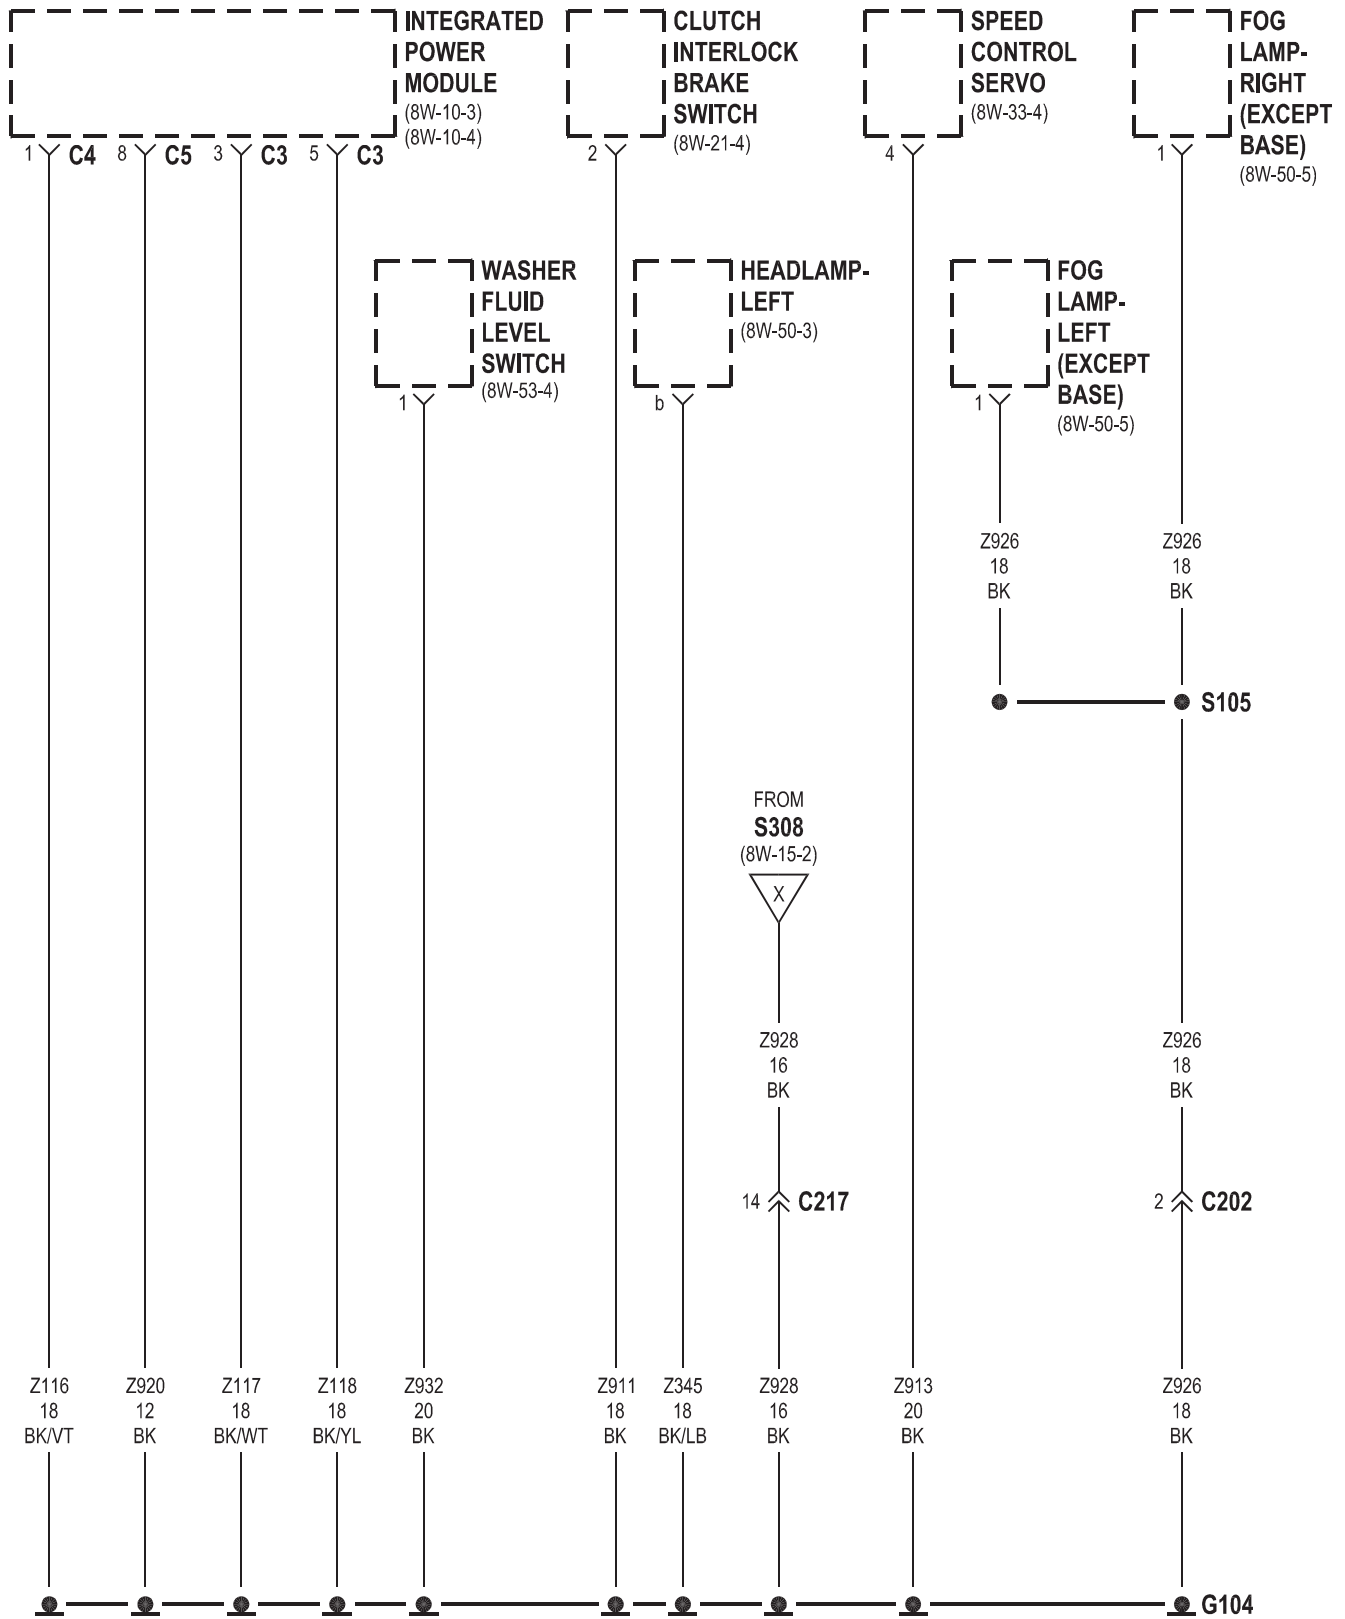 INTEGRATED
POWER
MODULE
(8W-10-3)
(8W-10-4)
CLUTCH
INTERLOCK
BRAKE
SWITCH
(8W-21-4)
SPEED
CONTROL
SERVO
(8W-33-4)
FOG
LAMP-
RIGHT
(EXCEPT
BASE)
(8W-50-5)
1 C4 8 C5 3 C3 5 C3 2 4 1
WASHER
FLUID
LEVEL
SWITCH
(8W-53-4)
1
HEADLAMP-
LEFT
(8W-50-3)
b
FOG
LAMP-
LEFT
(EXCEPT
BASE)
(8W-50-5)
1
Z926
18
BK
Z926
18
BK
S105
FROM
S308
(8W-15-2)
X
Z928
16
BK
Z926
18
BK
14 C217
2 C202
Z116
18
BK/VT
Z920
12
BK
Z117
18
BK/WT
Z118
18
BK/YL
Z932
20
BK
Z911
18
BK
Z345
18
BK/LB
Z928
16
BK
Z913
20
BK
Z926
18
BK
G104